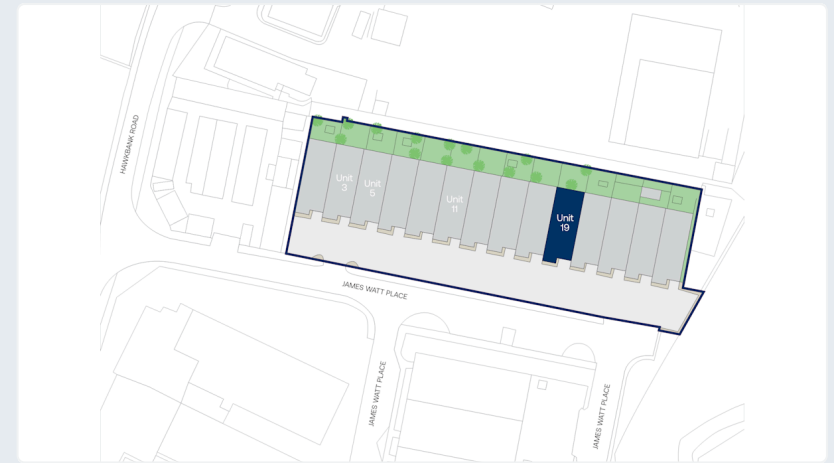 HAWKBANK ROAD
Unit
3
Unit
5
Unit
11
Unit
19
JAMES WATT PLACE
JAMES WATT PLACE
JAMES WATT PLACE